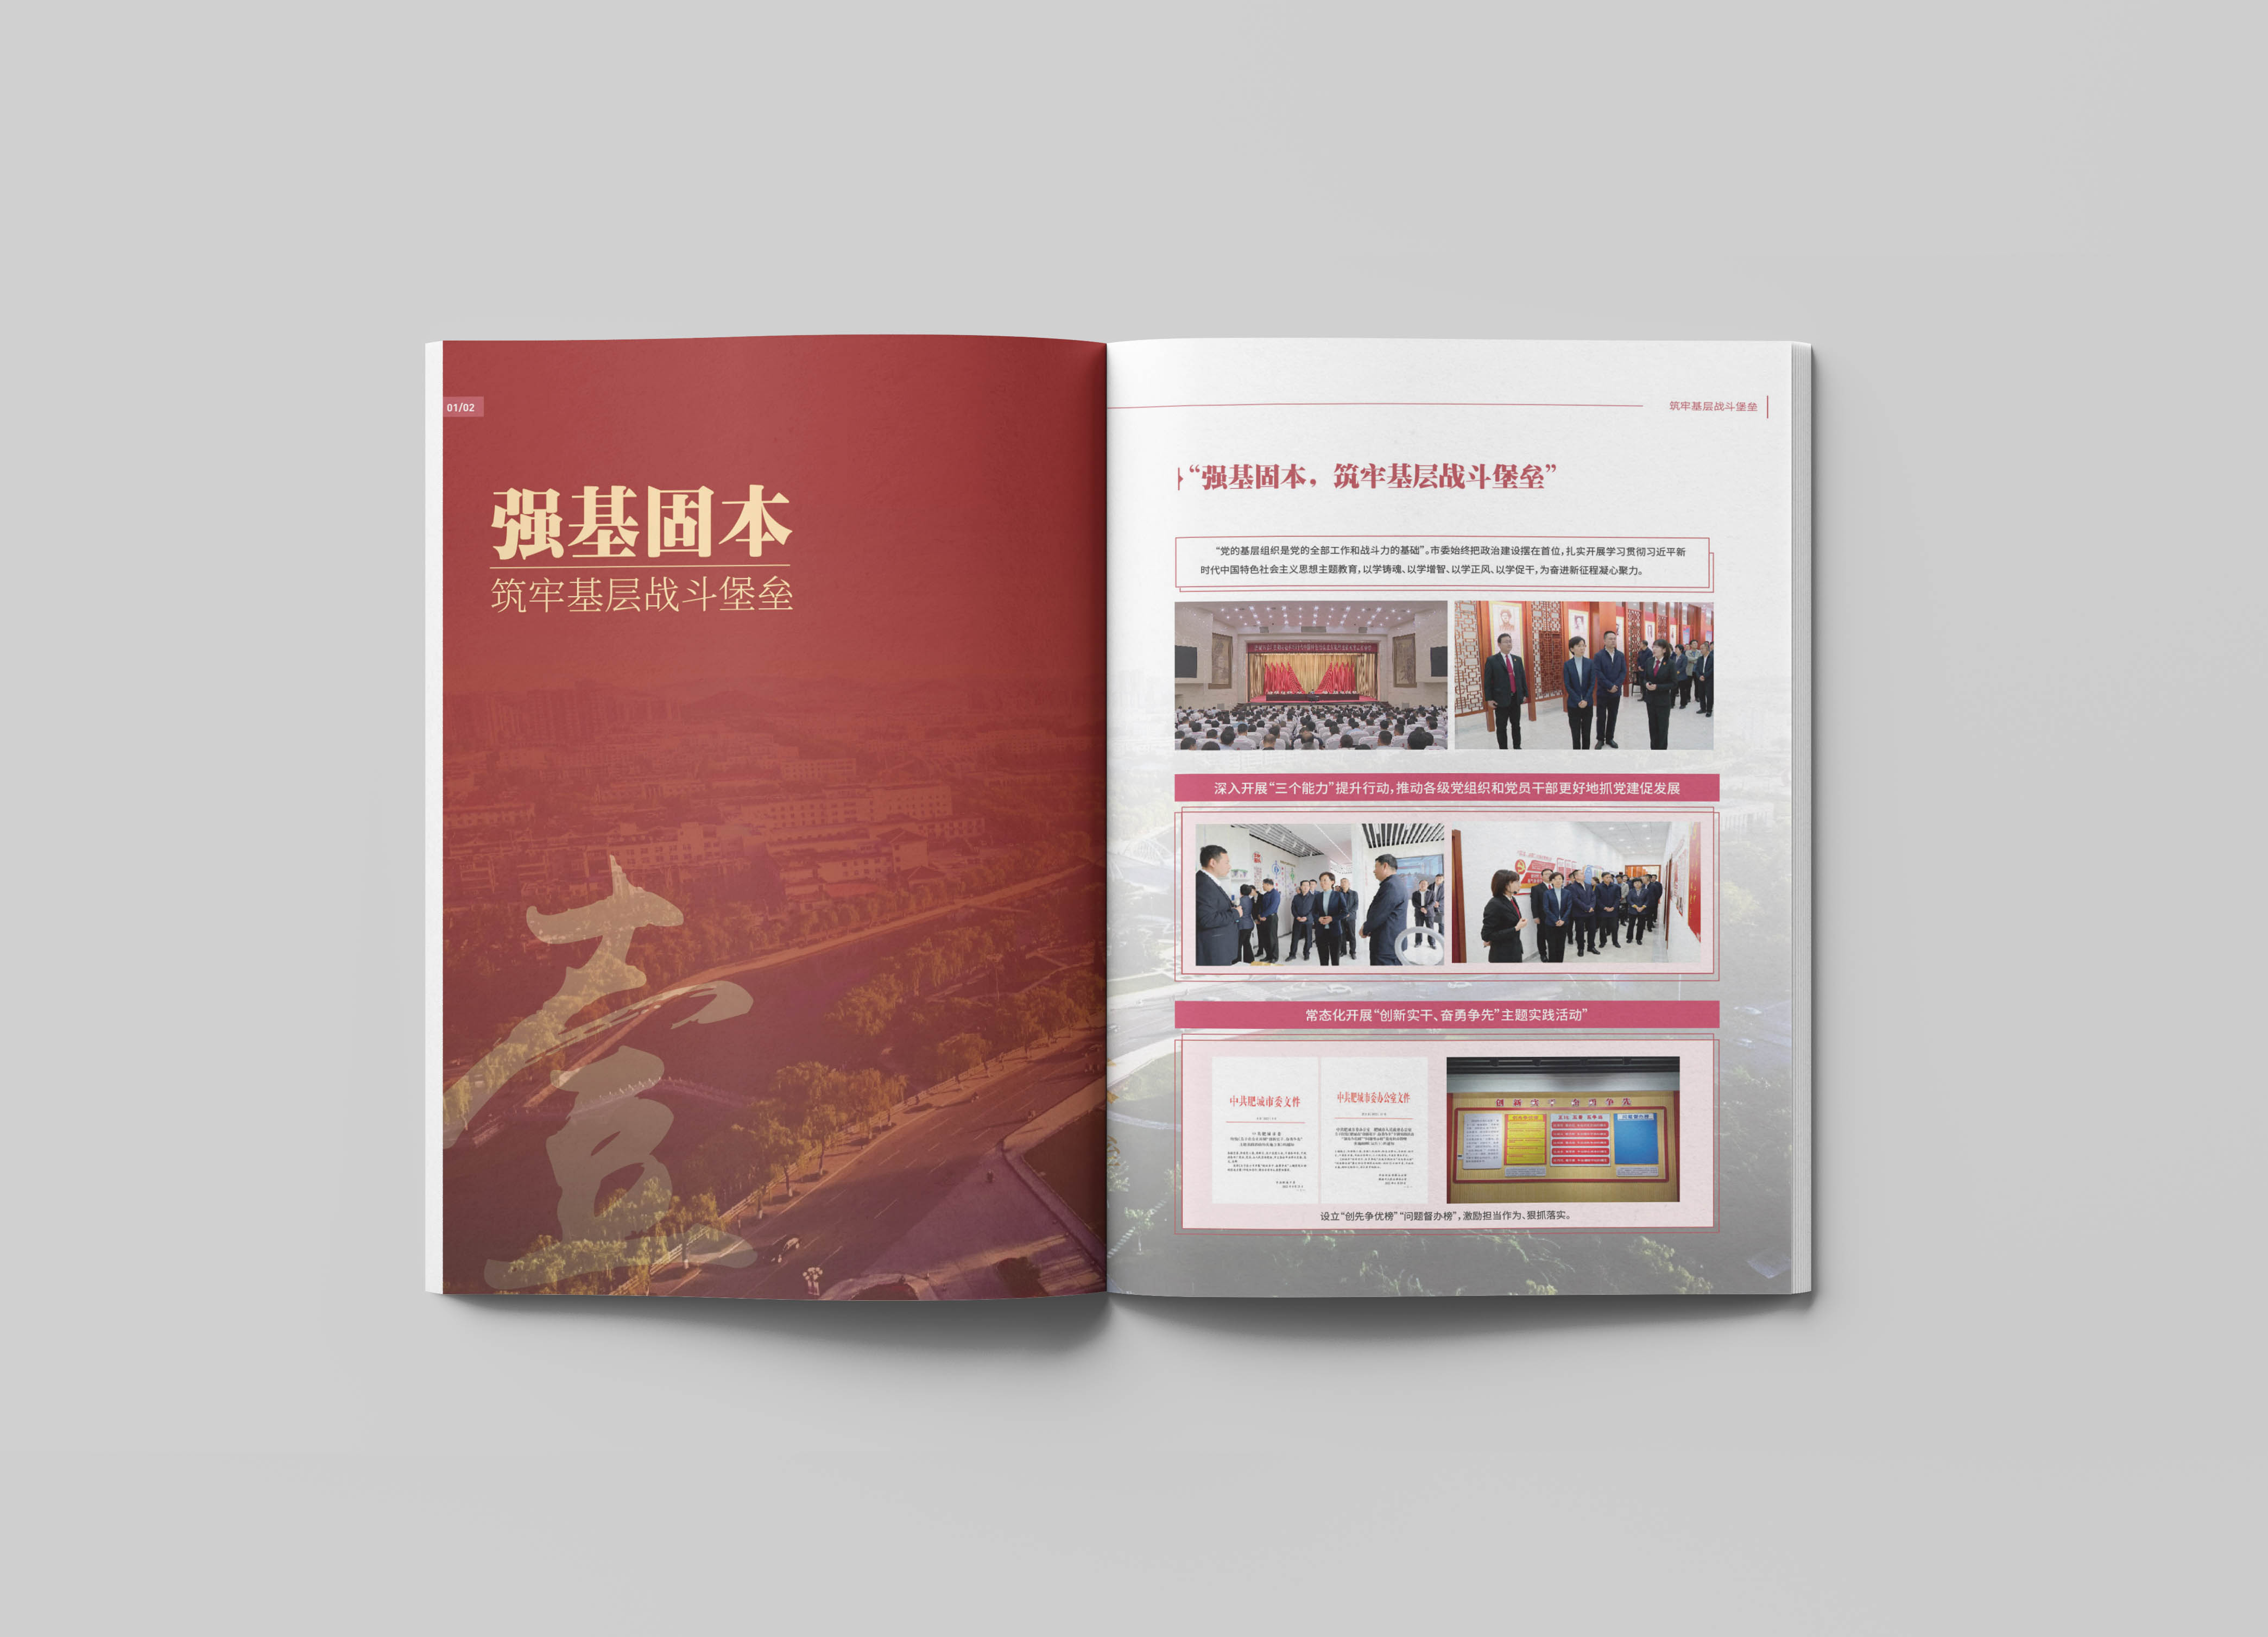 01/02
强基固本
筑牢基层战斗堡垒
筑牢基层战斗堡垒
“强基固本，筑牢基层战斗堡垒”
“党的基层组织是党的全部工作和战斗力的基础”。市委始终把政治建设摆在首位，扎实开展学习贯彻习近平新
时代中国特色社会主义思想主题教育，以学铸魂、以学增智、以学正风、以学促干，为奋进新征程凝心聚力。
深入开展“三个能力”提升行动，推动各级党组织和党员干部更好地抓党建促发展
常态化开展“创新实干、奋勇争先”主题实践活动”
中共肥城市委文件
中共肥城市委办公室文件
创新实干 奋勇争先
设立“创先争优榜”“问题督办榜”，激励担当作为、狠抓落实。